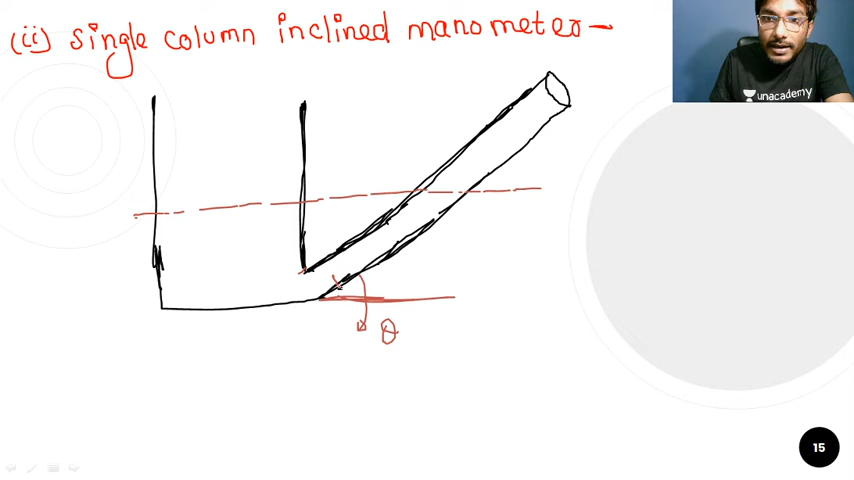 (ii) single column inclined manometer-
unacademy
θ
15